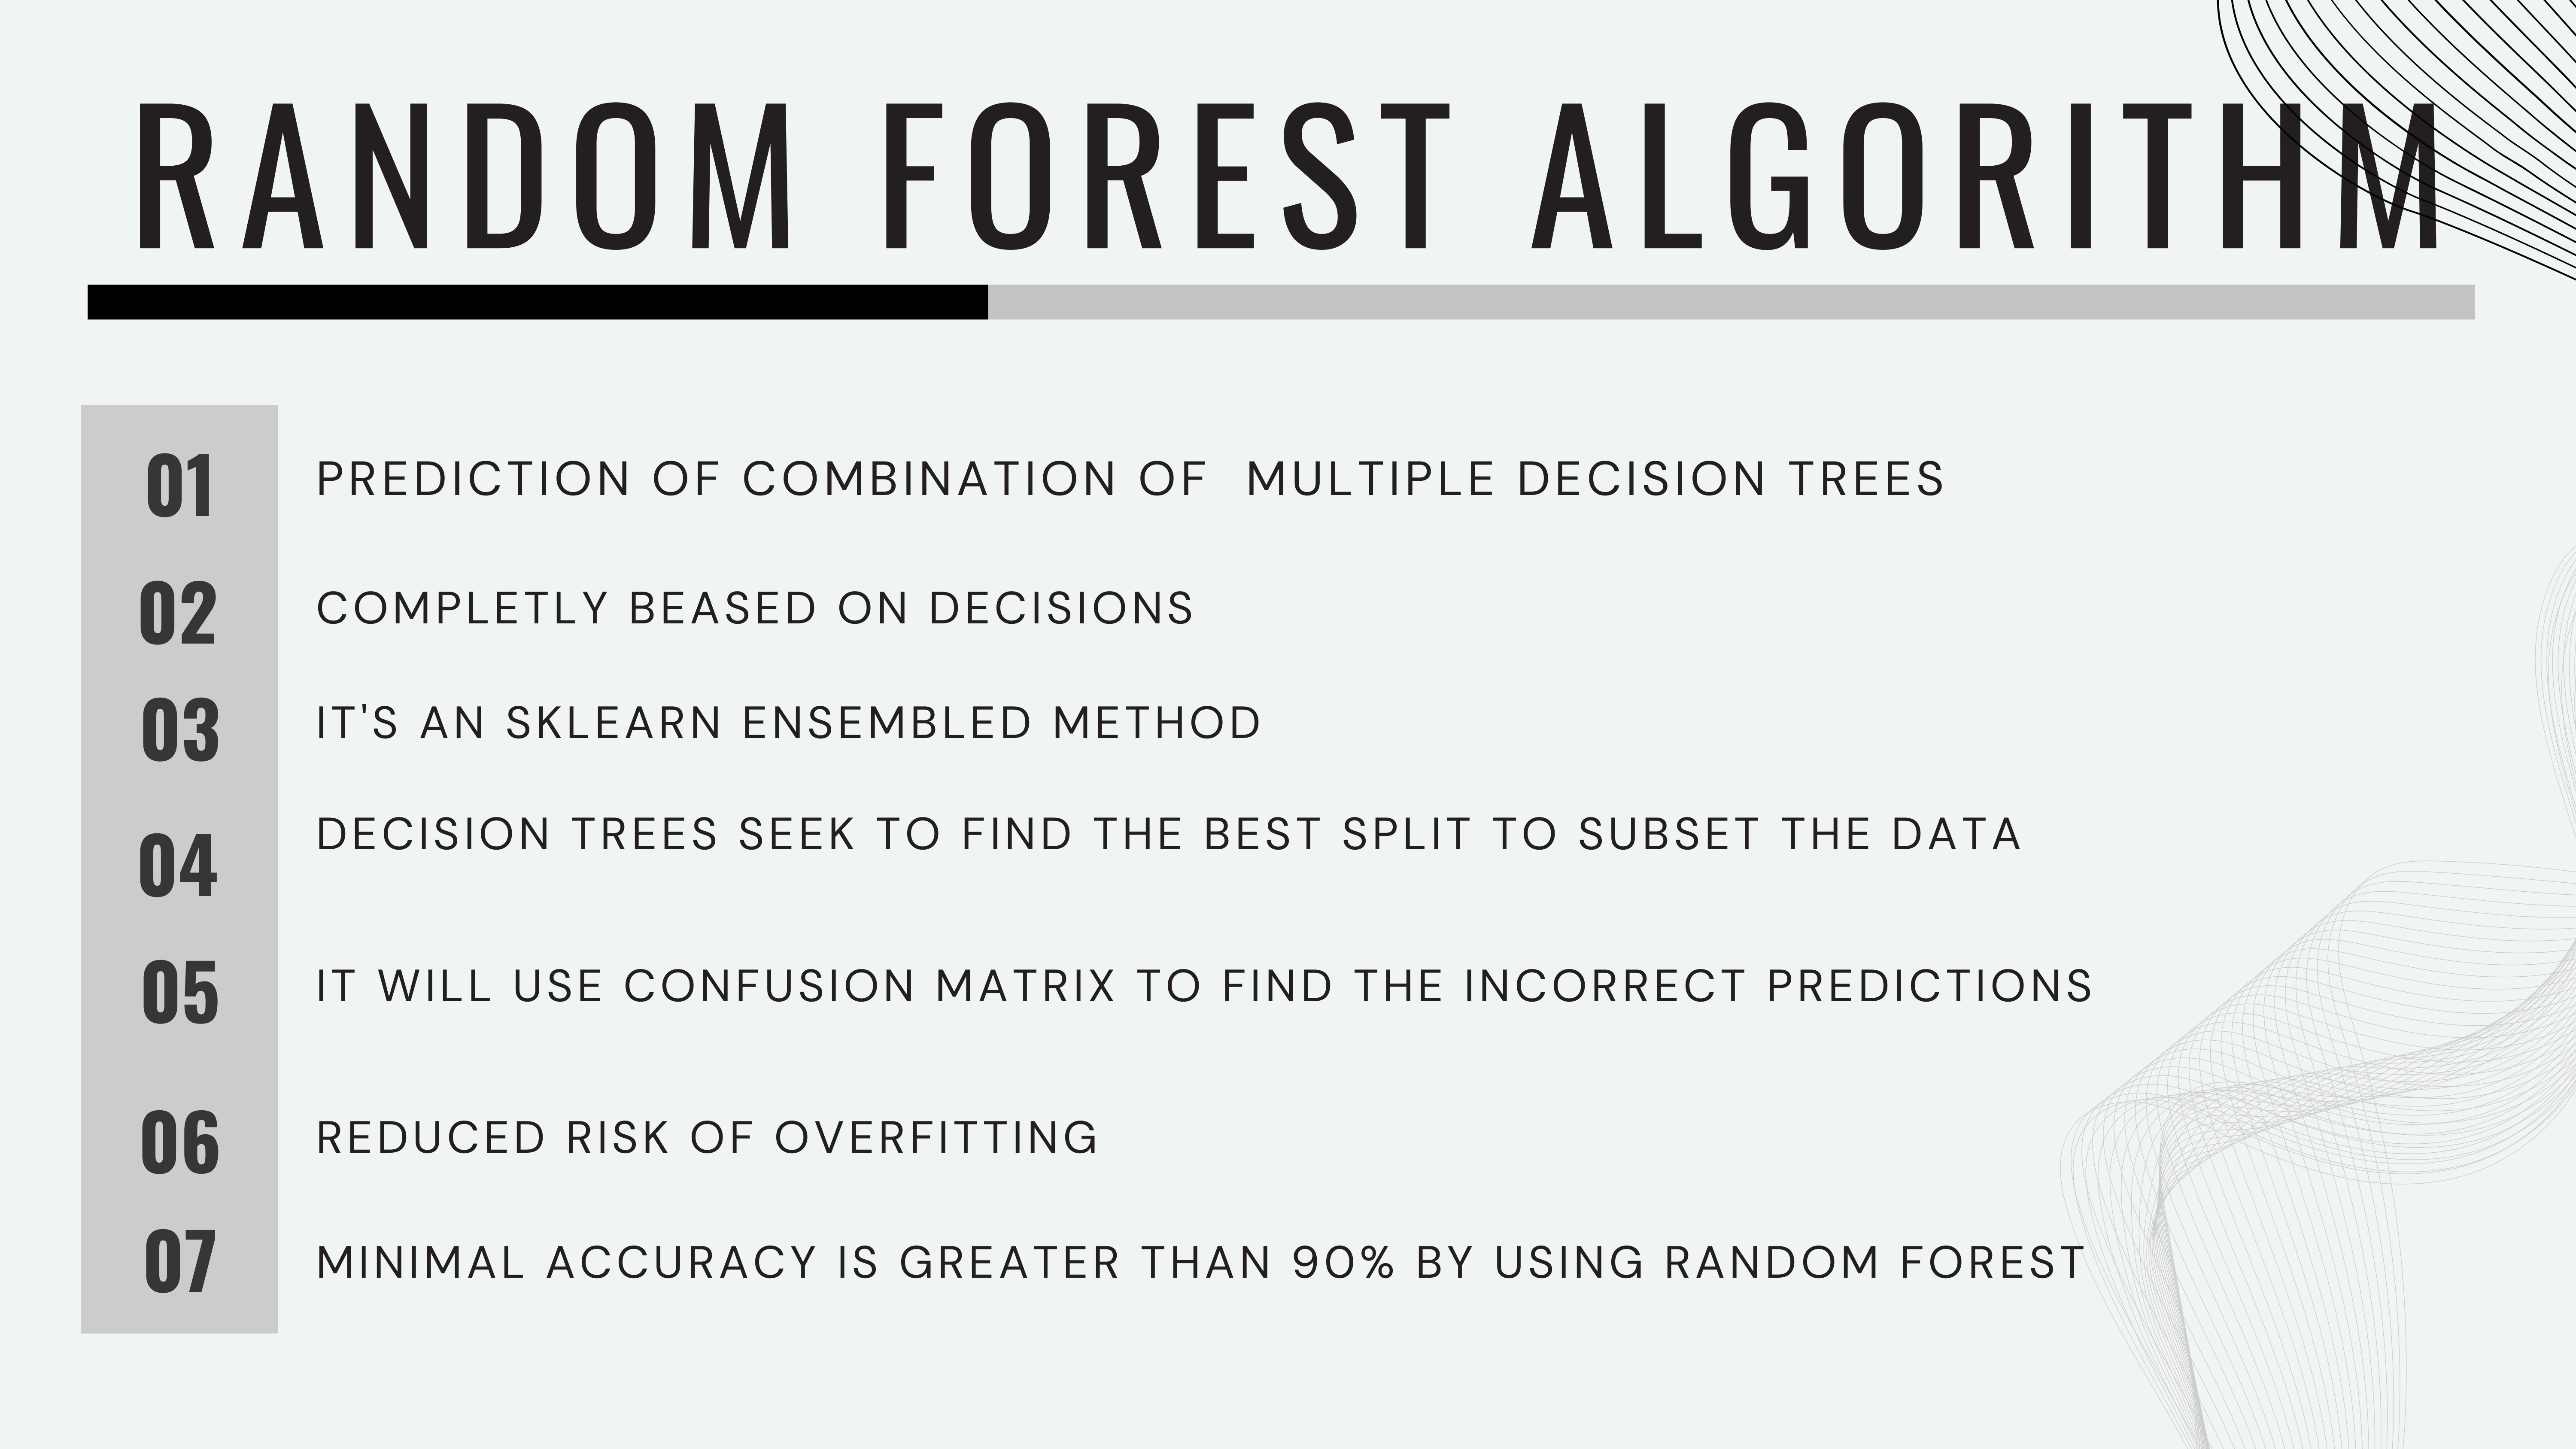 RANDOM FOREST ALGORITHM
01 PREDICTION OF COMBINATION OF  MULTIPLE DECISION TREES
02 COMPLETLY BEASED ON DECISIONS
03 IT'S AN SKLEARN ENSEMBLED METHOD
04 DECISION TREES SEEK TO FIND THE BEST SPLIT TO SUBSET THE DATA
05 IT WILL USE CONFUSION MATRIX TO FIND THE INCORRECT PREDICTIONS
06 REDUCED RISK OF OVERFITTING
07 MINIMAL ACCURACY IS GREATER THAN 90% BY USING RANDOM FOREST